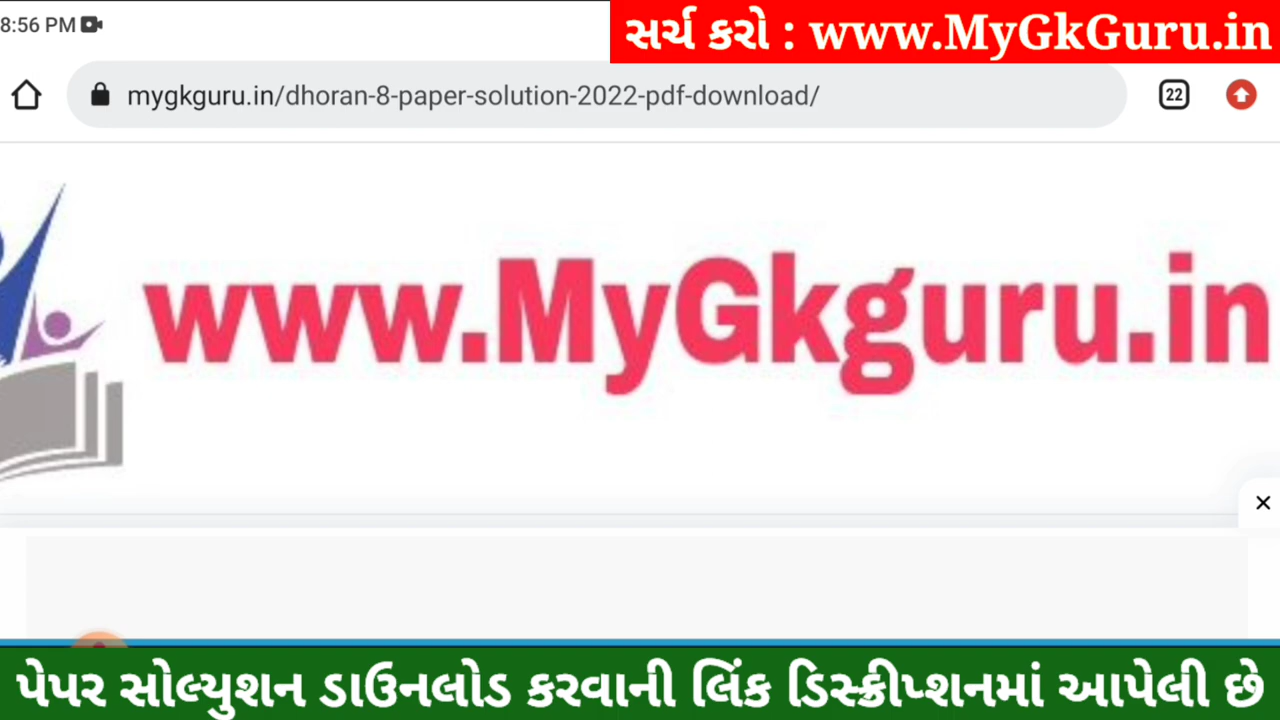 8:56 PM
સર્ચ કરો : www.MyGkGuru.in
mygkguru.in/dhoran-8-paper-solution-2022-pdf-download/
22
www.MyGkguru.in
પેપર સોલ્યુશન ડાઉનલોડ કરવાની લિંક ડિસ્ક્રીપ્શનમાં આપેલી છે